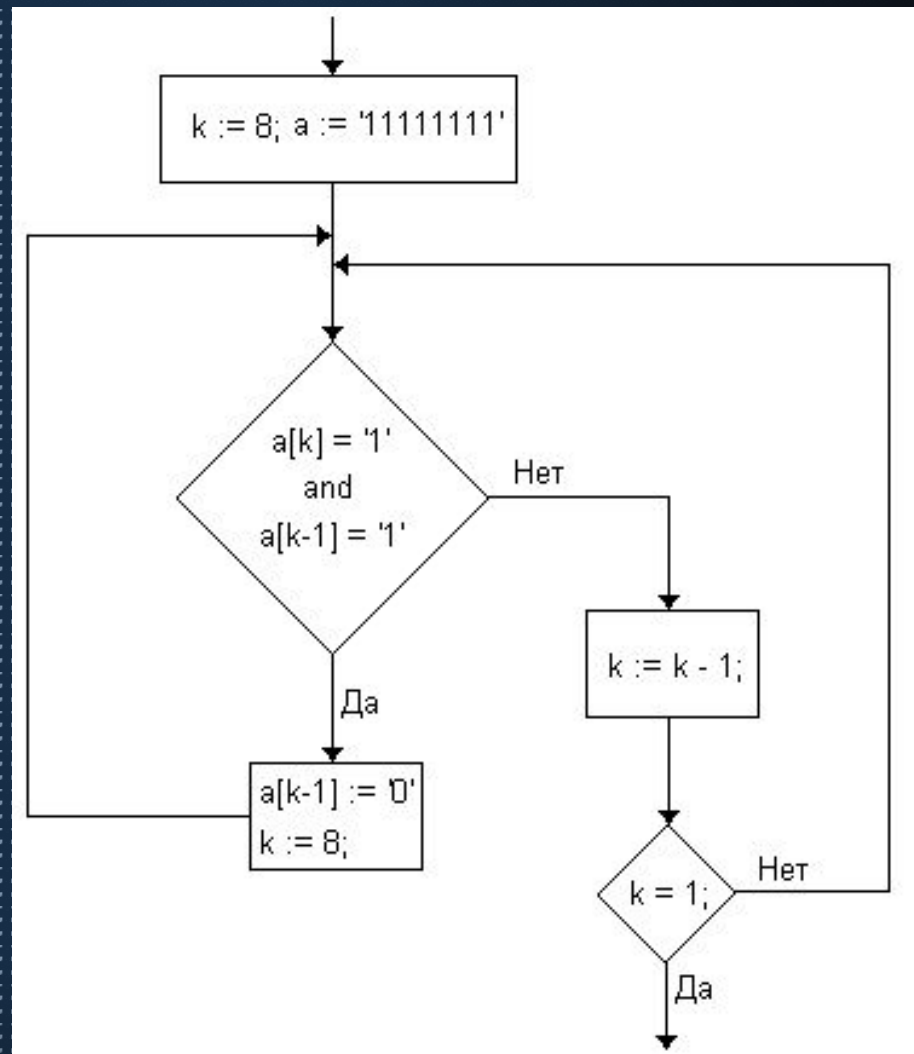 k := 8; a := '11111111'
a[k] = '1'
and
a[k-1] = '1'
Нет
Да
k := k - 1;
a[k-1] := '0'
k := 8;
k = 1;
Нет
Да